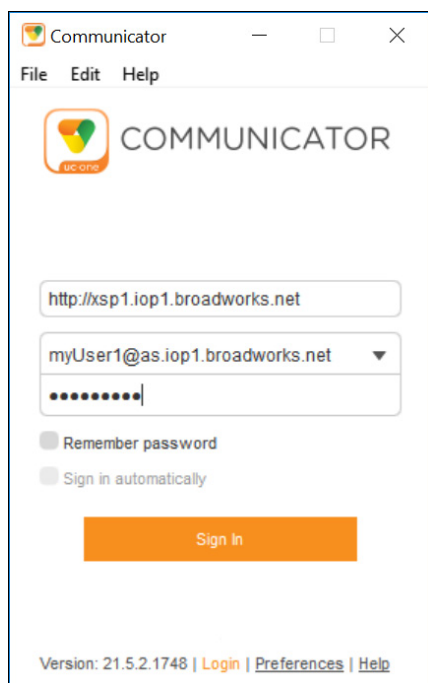 Communicator
File Edit Help
uc-one COMMUNICATOR
http://xsp1.iop1.broadworks.net
myUser1@as.iop1.broadworks.net
•••••••••
Remember password
Sign in automatically
Sign In
Version: 21.5.2.1748 | Login | Preferences | Help